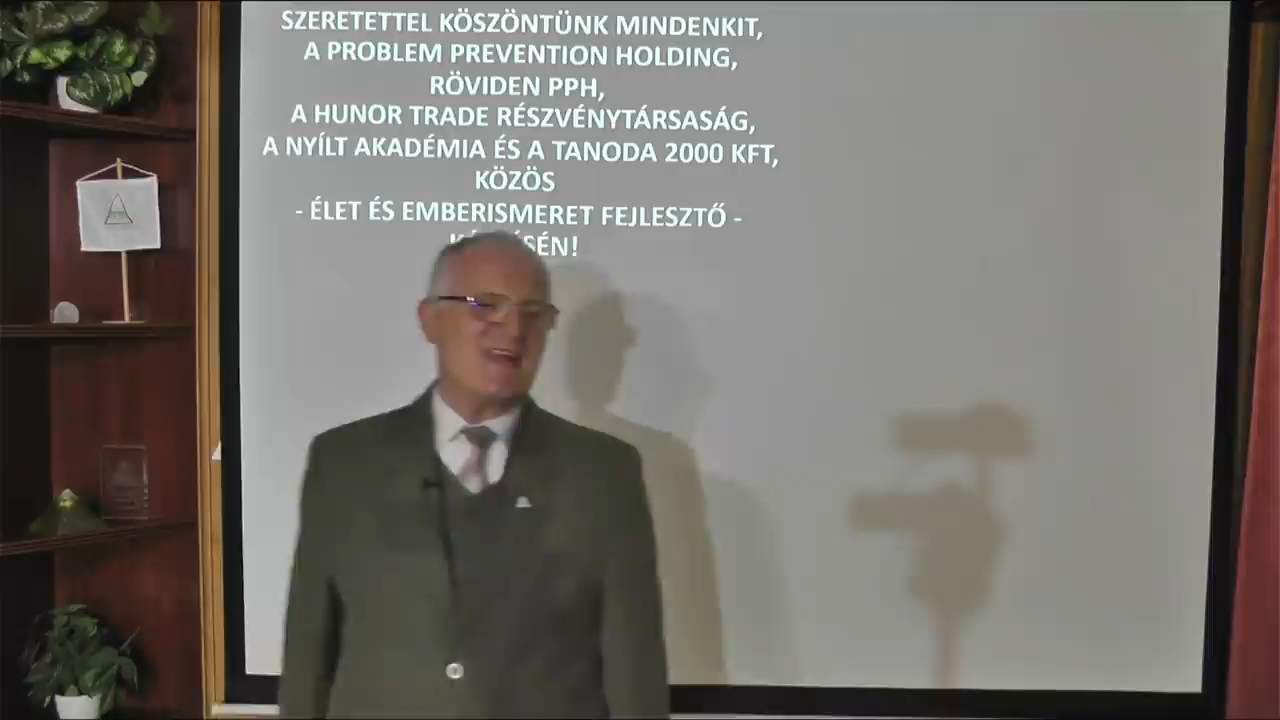 SZERETETTEL KÖSZÖNTÜNK MINDENKIT,
A PROBLEM PREVENTION HOLDING,
RÖVIDEN PPH,
A HUNOR TRADE RÉSZVÉNYTÁRSASÁG,
A NYÍLT AKADÉMIA ÉS A TANODA 2000 KFT,
KÖZÖS
- ÉLET ÉS EMBERISMERET FEJLESZTŐ -